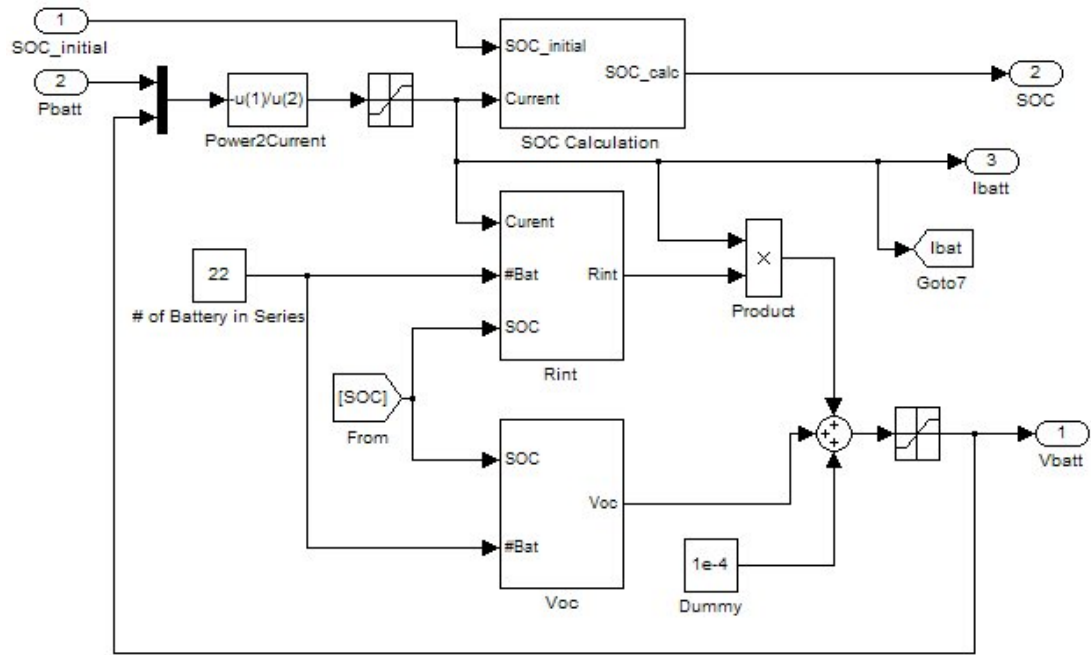 1
SOC_initial
2
Pbatt
-u(1)/u(2)
Power2Current
SOC_initial
Current
SOC_calc
SOC Calculation
2
SOC
3
Ibatt
Ibat
Goto7
22
# of Battery in Series
Curent
#Bat
SOC
Rint
Rint
×
Product
[SOC]
From
SOC
#Bat
Voc
Voc
1e-4
Dummy
+
+
+
1
Vbatt